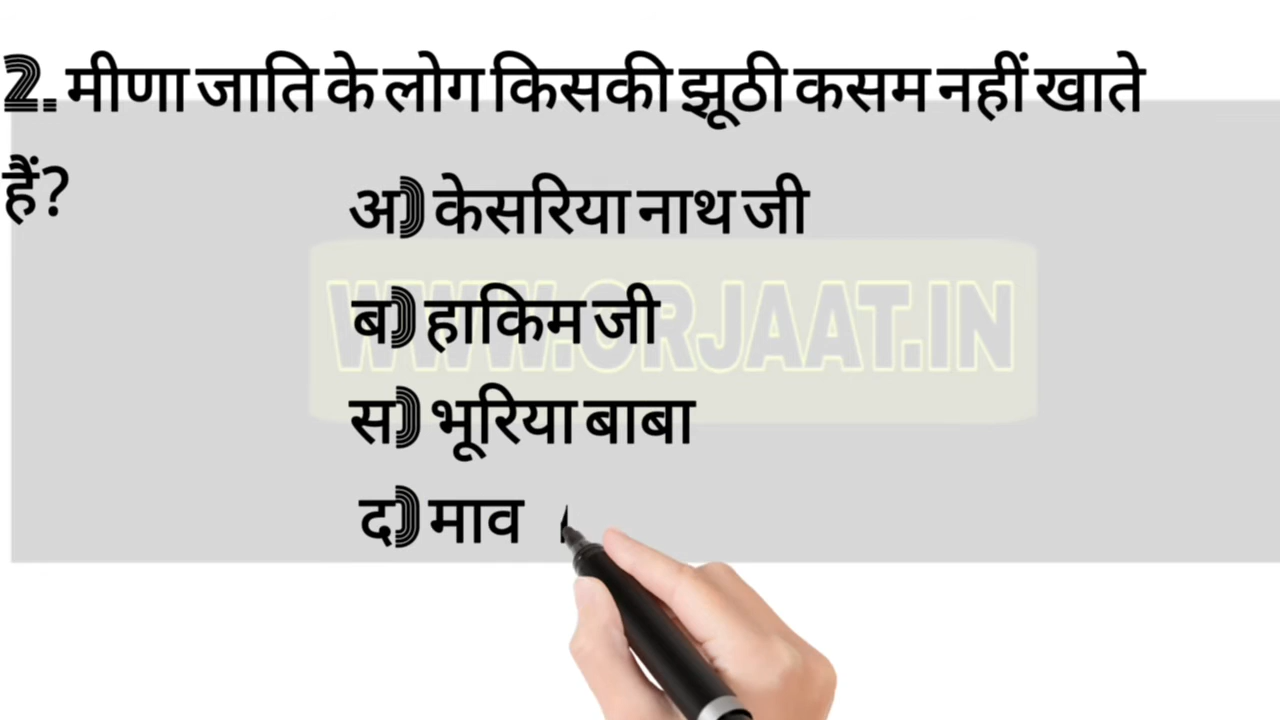 2. मीणा जाति के लोग किसकी झूठी कसम नहीं खाते
हैं?
अ) केसरिया नाथ जी
WWW.ORJAAT.IN
ब) हाकिम जी
स) भूरिया बाबा
द) माव